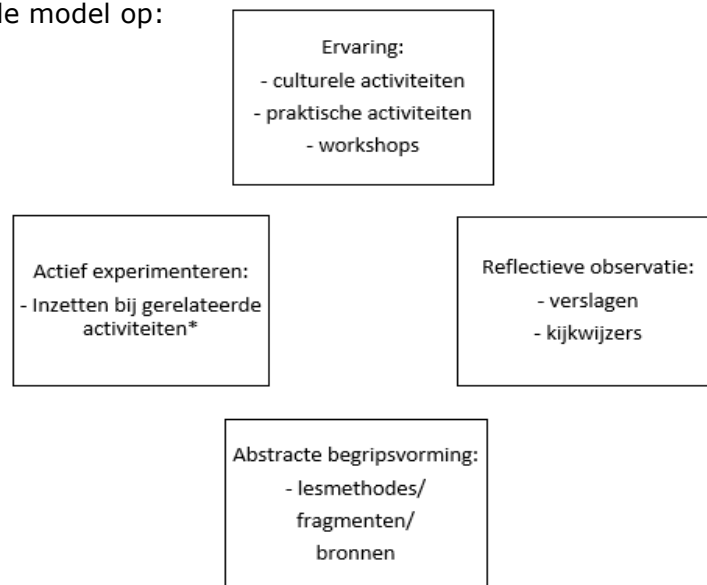 le model op:
Ervaring:
- culturele activiteiten
- praktische activiteiten
- workshops
Actief experimenteren:
- Inzetten bij gerelateerde
activiteiten*
Reflectieve observatie:
- verslagen
- kijkwijzers
Abstracte begripsvorming:
- lesmethodes/
fragmenten/
bronnen